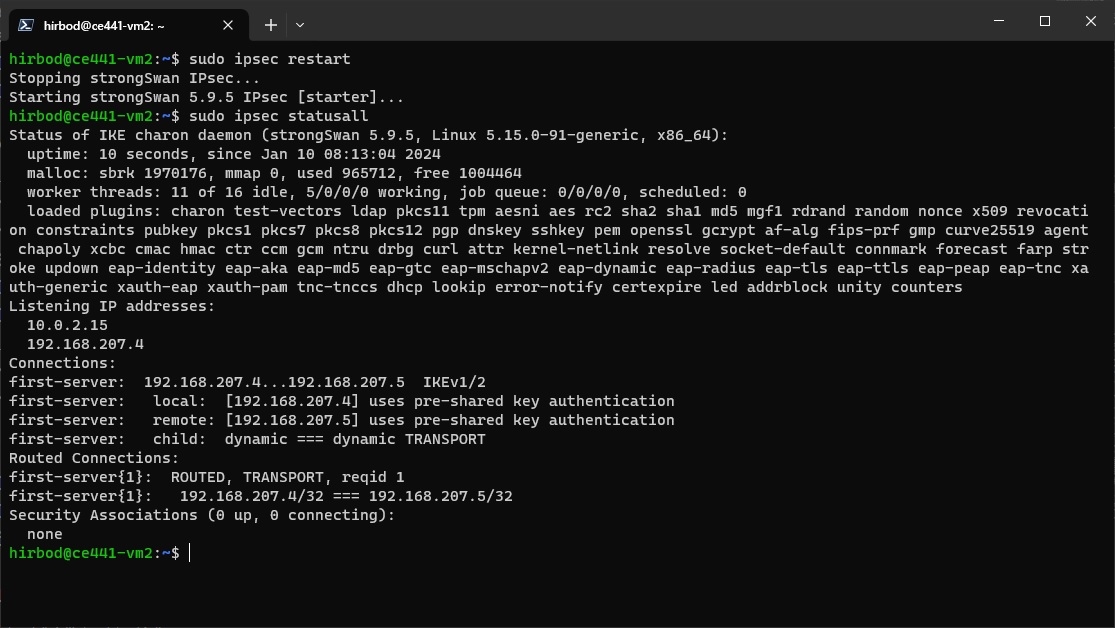 hirbod@ce441-vm2: ~
hirbod@ce441-vm2:~$ sudo ipsec restart
Stopping strongSwan IPsec...
Starting strongSwan 5.9.5 IPsec [starter]...
hirbod@ce441-vm2:~$ sudo ipsec statusall
Status of IKE charon daemon (strongSwan 5.9.5, Linux 5.15.0-91-generic, x86_64):
  uptime: 10 seconds, since Jan 10 08:13:04 2024
  malloc: sbrk 1970176, mmap 0, used 965712, free 1004464
  worker threads: 11 of 16 idle, 5/0/0/0 working, job queue: 0/0/0/0, scheduled: 0
  loaded plugins: charon test-vectors ldap pkcs11 tpm aesni aes rc2 sha2 sha1 md5 mgf1 rdrand random nonce x509 revocati
on constraints pubkey pkcs1 pkcs7 pkcs8 pkcs12 pgp dnskey sshkey pem openssl gcrypt af-alg fips-prf gmp curve25519 agent
 chapoly xcbc cmac hmac ctr ccm gcm ntru drbg curl attr kernel-netlink resolve socket-default connmark forecast farp str
oke updown eap-identity eap-aka eap-md5 eap-gtc eap-mschapv2 eap-dynamic eap-radius eap-tls eap-ttls eap-peap eap-tnc xa
uth-generic xauth-eap xauth-pam tnc-tnccs dhcp lookip error-notify certexpire led addrblock unity counters
Listening IP addresses:
  10.0.2.15
  192.168.207.4
Connections:
first-server:  192.168.207.4...192.168.207.5  IKEv1/2
first-server:   local:  [192.168.207.4] uses pre-shared key authentication
first-server:   remote: [192.168.207.5] uses pre-shared key authentication
first-server:   child:  dynamic === dynamic TRANSPORT
Routed Connections:
first-server{1}:  ROUTED, TRANSPORT, reqid 1
first-server{1}:   192.168.207.4/32 === 192.168.207.5/32
Security Associations (0 up, 0 connecting):
  none
hirbod@ce441-vm2:~$